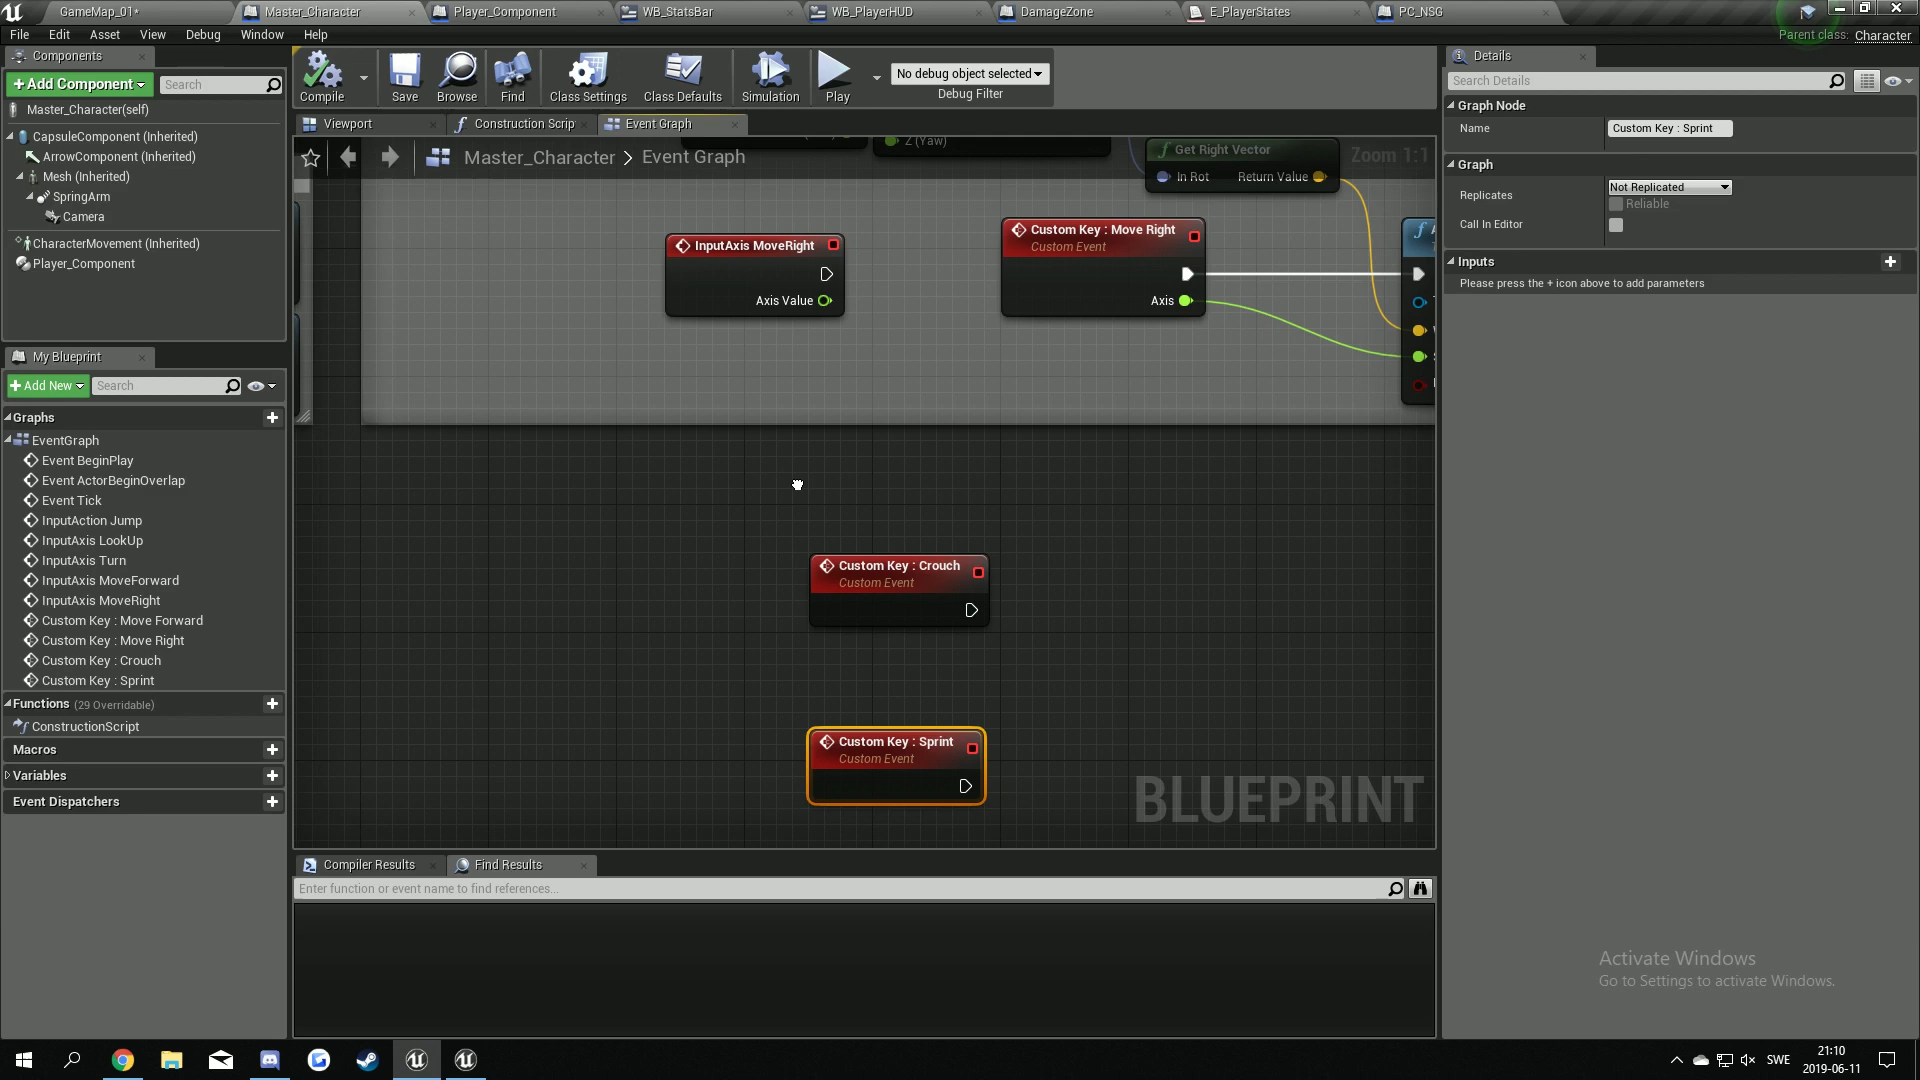 GameMap_01*
Master_Character
Player_Component
WB_StatsBar
WB_PlayerHUD
DamageZone
E_PlayerStates
PC_NSG
File Edit Asset View Debug Window Help
Parent class: Character
Components
+Add Component
Search
Master_Character(self)
CapsuleComponent (Inherited)
ArrowComponent (Inherited)
Mesh (Inherited)
SpringArm
Camera
CharacterMovement (Inherited)
Player_Component
My Blueprint
+Add New
Search
Graphs
EventGraph
Event BeginPlay
Event ActorBeginOverlap
Event Tick
InputAction Jump
InputAxis LookUp
InputAxis Turn
InputAxis MoveForward
InputAxis MoveRight
Custom Key : Move Forward
Custom Key : Move Right
Custom Key : Crouch
Custom Key : Sprint
Functions (29 Overridable)
ConstructionScript
Macros
Variables
Event Dispatchers
Compile
Save
Browse
Find
Class Settings
Class Defaults
Simulation
Play
No debug object selected
Debug Filter
Viewport
Construction Scrip
Event Graph
Master_Character > Event Graph
Zoom 1:1
Z (Yaw)
Get Right Vector
In Rot Return Value
InputAxis MoveRight
Axis Value
Custom Key : Move Right
Custom Event
Axis
Custom Key : Crouch
Custom Event
Custom Key : Sprint
Custom Event
BLUEPRINT
Compiler Results
Find Results
Enter function or event name to find references...
Details
Search Details
Graph Node
Name
Custom Key : Sprint
Graph
Replicates
Not Replicated
Reliable
Call In Editor
Inputs
Please press the + icon above to add parameters
Activate Windows
Go to Settings to activate Windows.
SWE
21:10
2019-06-11